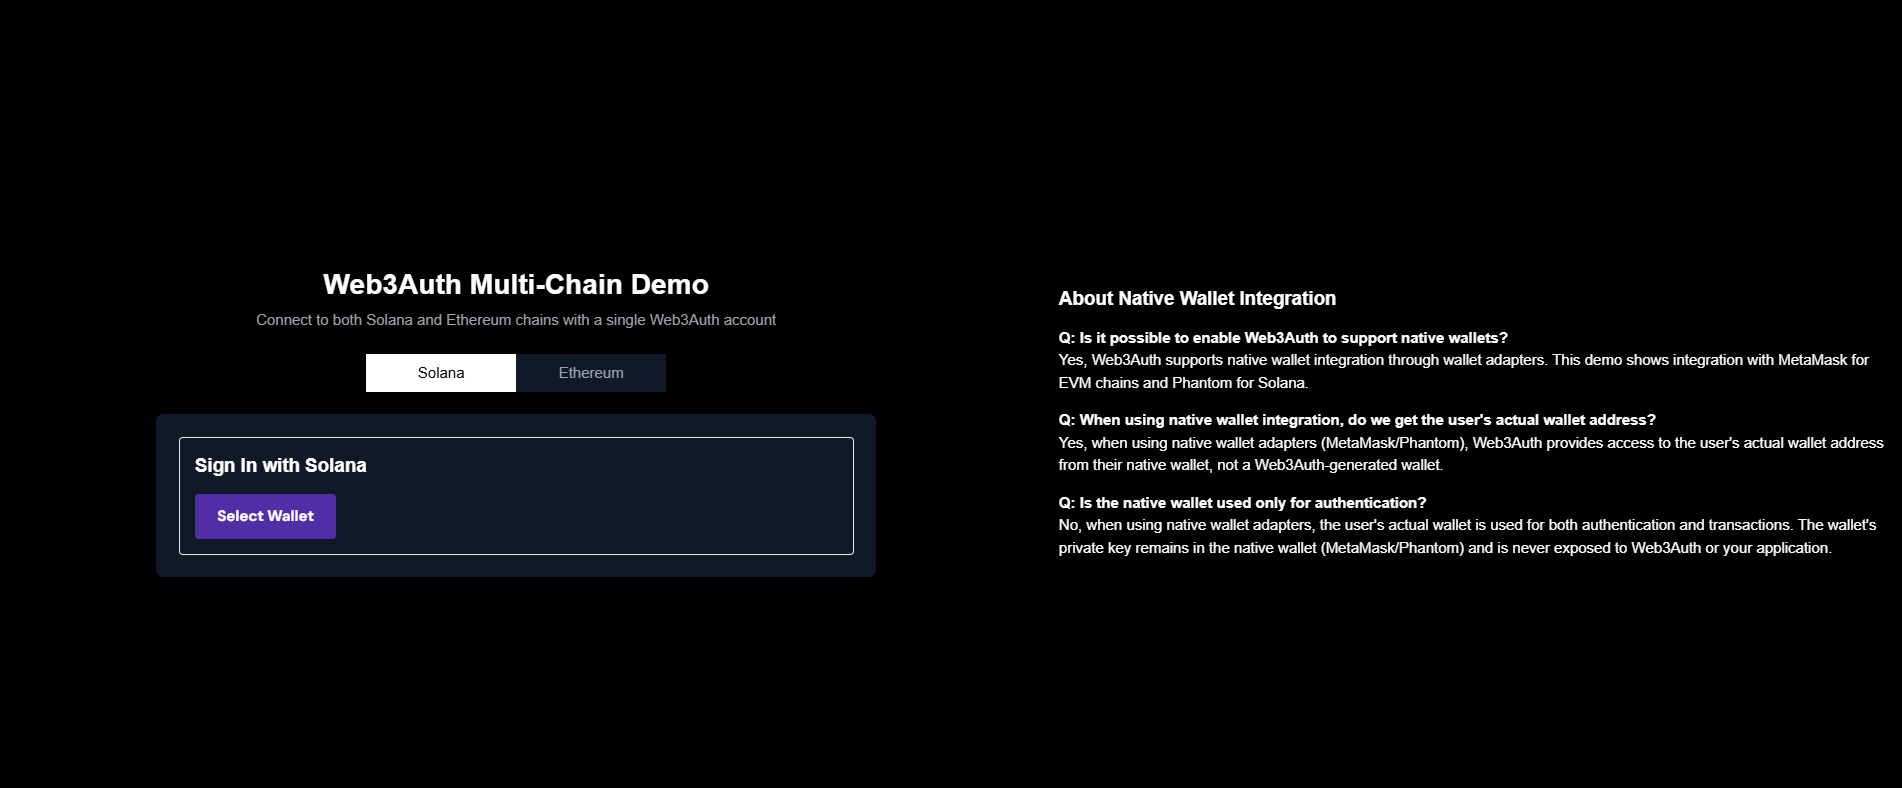 Web3Auth Multi-Chain Demo
Connect to both Solana and Ethereum chains with a single Web3Auth account
Solana
Ethereum
Sign In with Solana
Select Wallet
About Native Wallet Integration
Q: Is it possible to enable Web3Auth to support native wallets?
Yes, Web3Auth supports native wallet integration through wallet adapters. This demo shows integration with MetaMask for
EVM chains and Phantom for Solana.
Q: When using native wallet integration, do we get the user's actual wallet address?
Yes, when using native wallet adapters (MetaMask/Phantom), Web3Auth provides access to the user's actual wallet address
from their native wallet, not a Web3Auth-generated wallet.
Q: Is the native wallet used only for authentication?
No, when using native wallet adapters, the user's actual wallet is used for both authentication and transactions. The wallet's
private key remains in the native wallet (MetaMask/Phantom) and is never exposed to Web3Auth or your application.